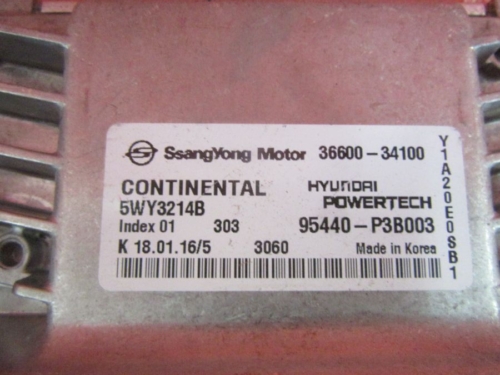 SsangYong Motor 36600-34100
CONTINENTAL HYUNDAI
5WY3214B POWERTECH
Index 01 303 95440-P3B003
K 18.01.16/5 3060 Made in Korea
Y1A20E0SB1